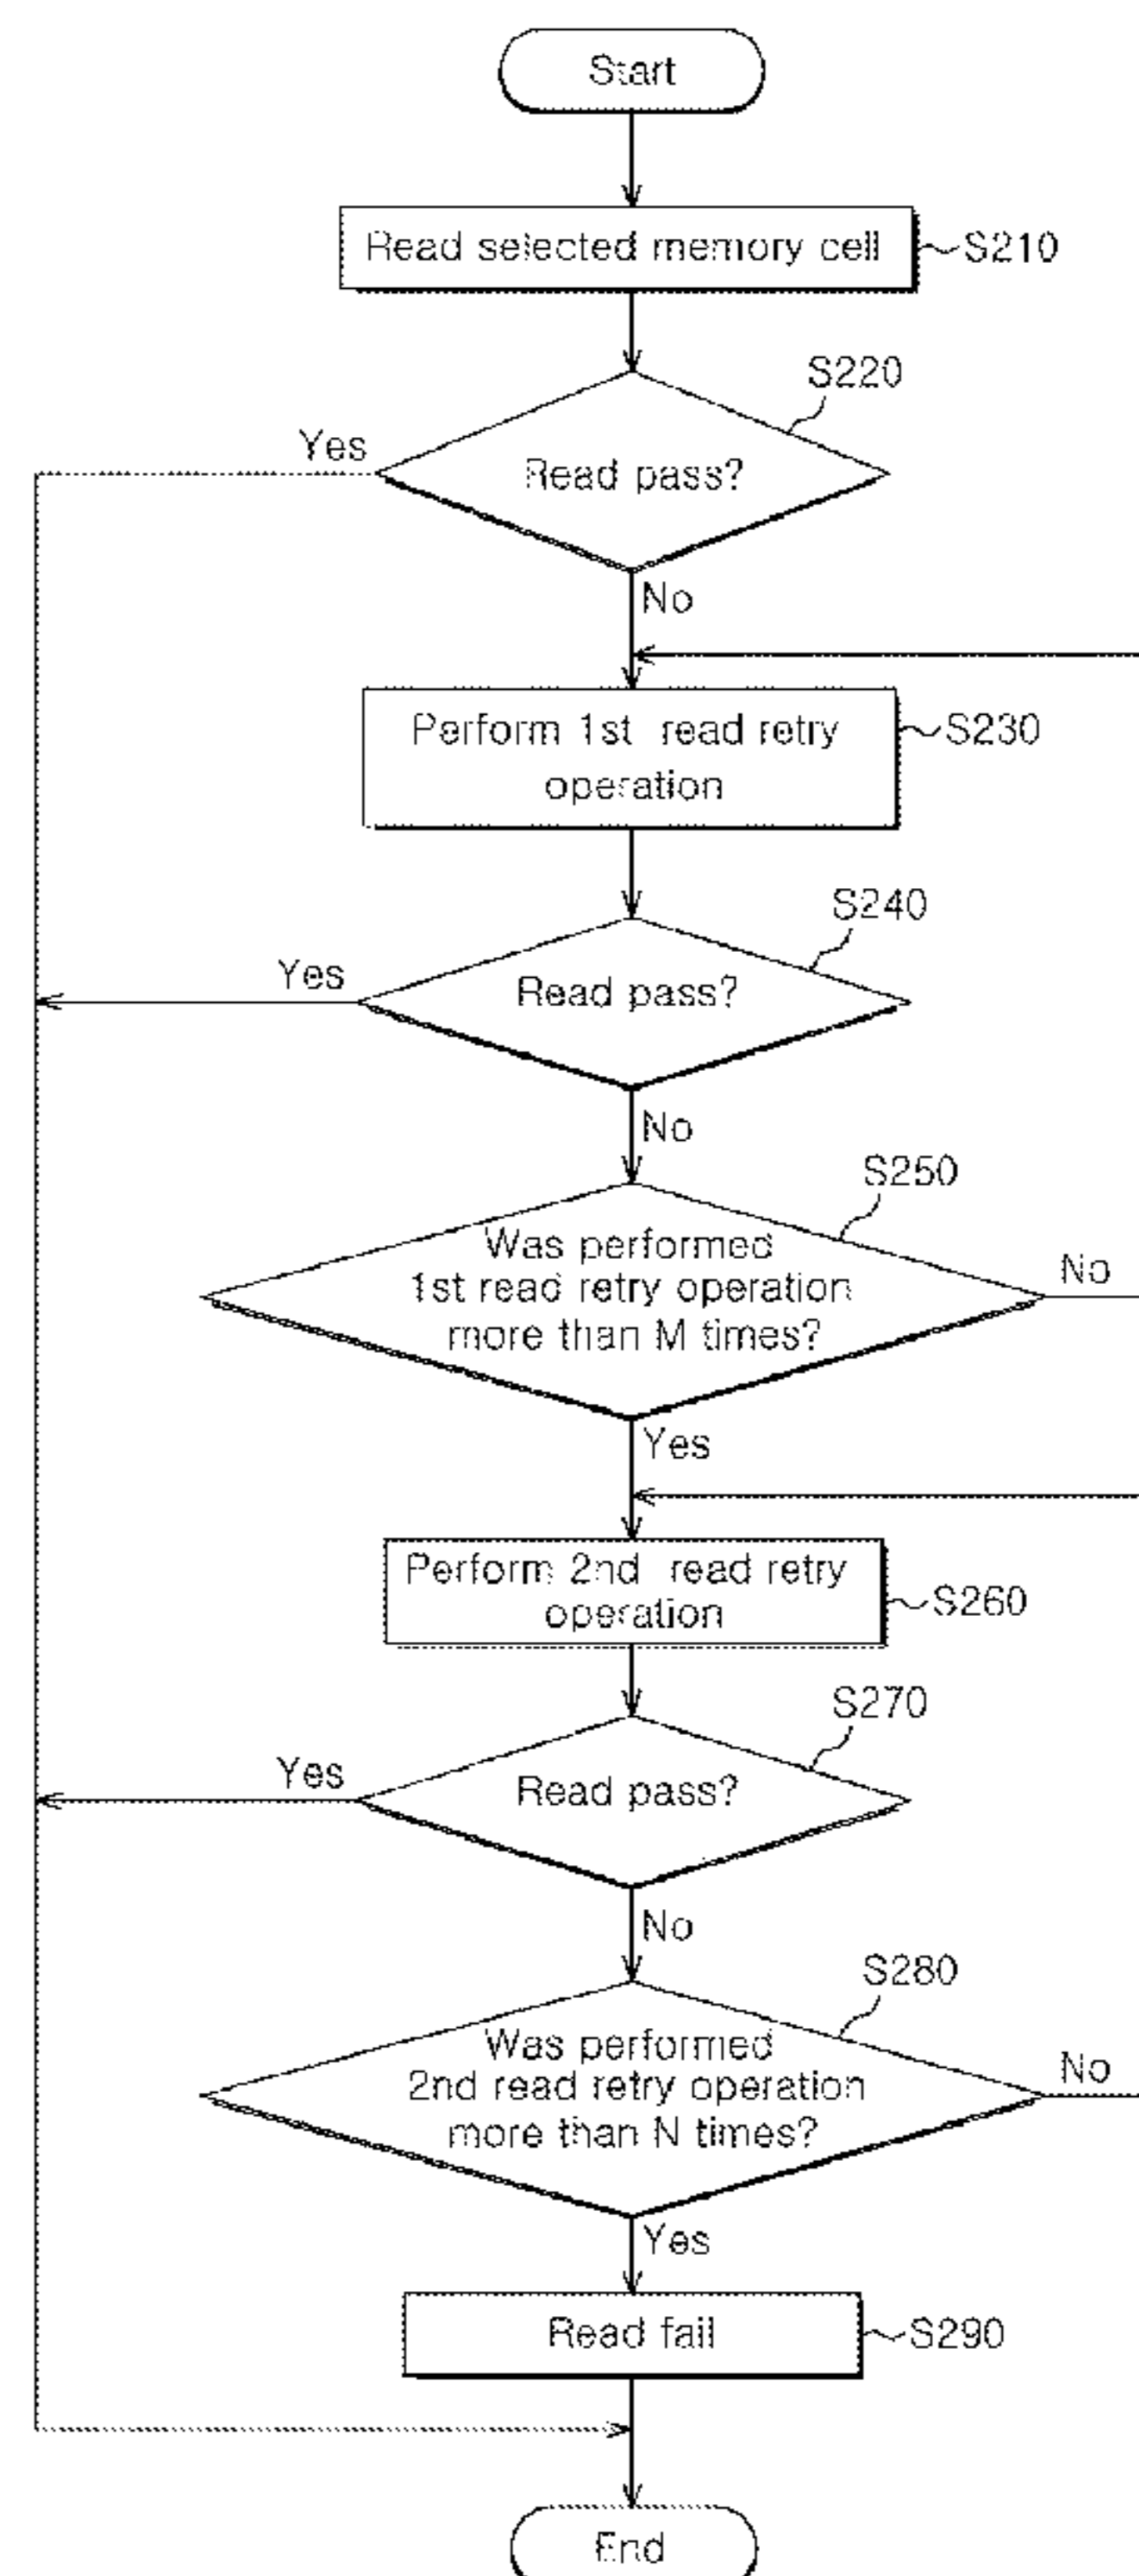 Start
Read selected memory cell
S210
S220
Yes
Read pass?
No
Perform 1st read retry
operation
S230
S240
Yes
Read pass?
No
S250
Was performed
1st read retry operation
more than M times?
No
Yes
Perform 2nd read retry
operation
S260
S270
Yes
Read pass?
No
S280
Was performed
2nd read retry operation
more than N times?
No
Yes
Read fail
S290
End